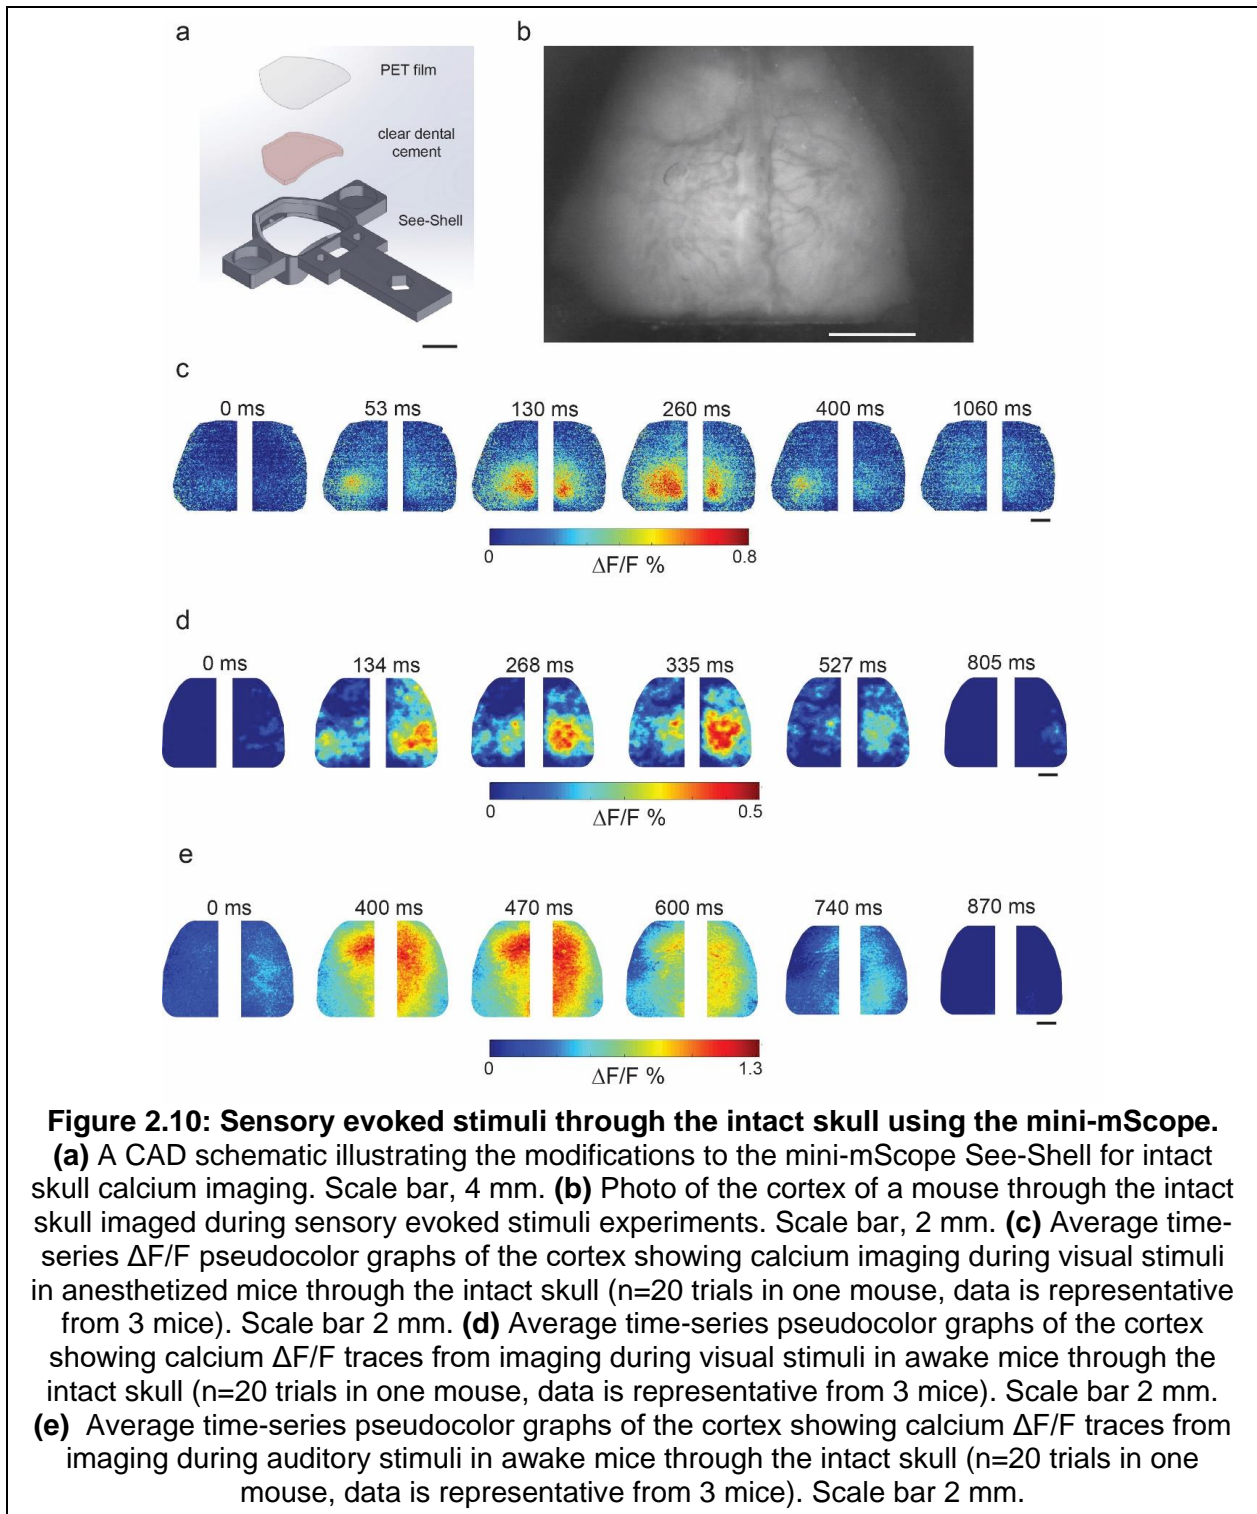 a
b
PET film
clear dental
cement
See-Shell
c
0 ms 53 ms 130 ms 260 ms 400 ms 1060 ms
0 0.8
ΔF/F %
d
0 ms 134 ms 268 ms 335 ms 527 ms 805 ms
0 0.5
ΔF/F %
e
0 ms 400 ms 470 ms 600 ms 740 ms 870 ms
0 1.3
ΔF/F %
Figure 2.10: Sensory evoked stimuli through the intact skull using the mini-mScope.
(a) A CAD schematic illustrating the modifications to the mini-mScope See-Shell for intact
skull calcium imaging. Scale bar, 4 mm. (b) Photo of the cortex of a mouse through the intact
skull imaged during sensory evoked stimuli experiments. Scale bar, 2 mm. (c) Average time-
series ΔF/F pseudocolor graphs of the cortex showing calcium imaging during visual stimuli
in anesthetized mice through the intact skull (n=20 trials in one mouse, data is representative
from 3 mice). Scale bar 2 mm. (d) Average time-series pseudocolor graphs of the cortex
showing calcium ΔF/F traces from imaging during visual stimuli in awake mice through the
intact skull (n=20 trials in one mouse, data is representative from 3 mice). Scale bar 2 mm.
(e) Average time-series pseudocolor graphs of the cortex showing calcium ΔF/F traces from
imaging during auditory stimuli in awake mice through the intact skull (n=20 trials in one
mouse, data is representative from 3 mice). Scale bar 2 mm.